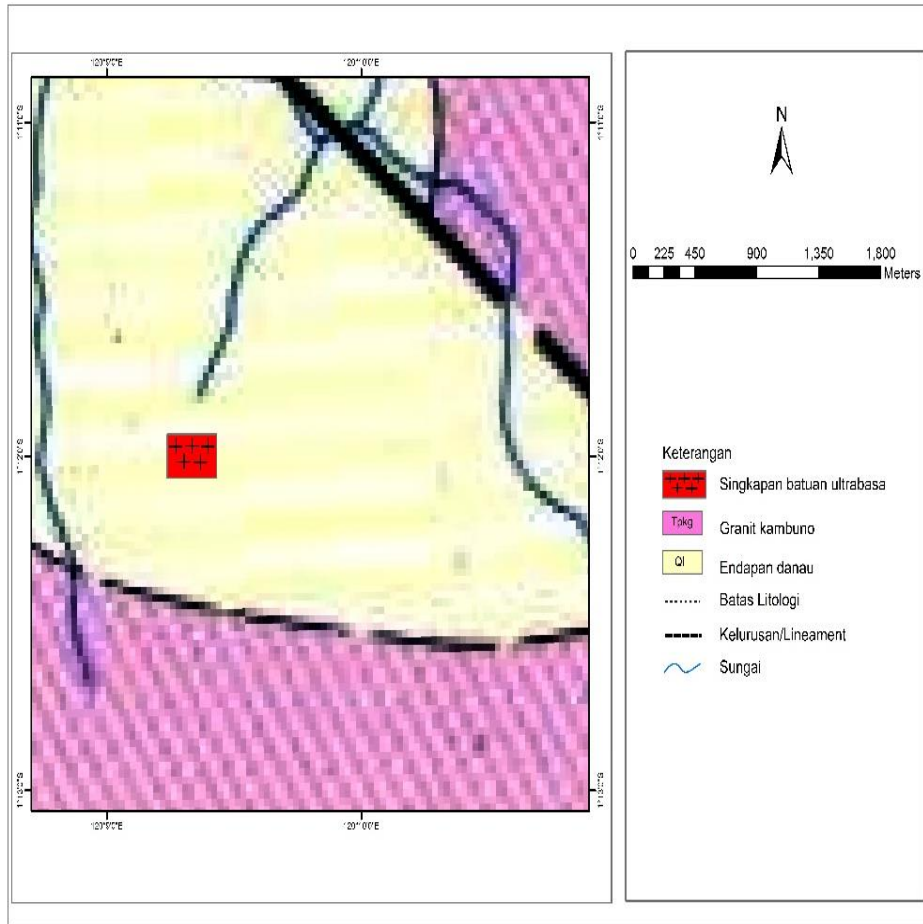 N
0 225 450 900 1,350 1,800
Meters
Keterangan
Singkapan batuan ultrabasa
Tpkg
Granit kambuno
Ql
Endapan danau
Batas Litologi
Kelurusan/Lineament
Sungai